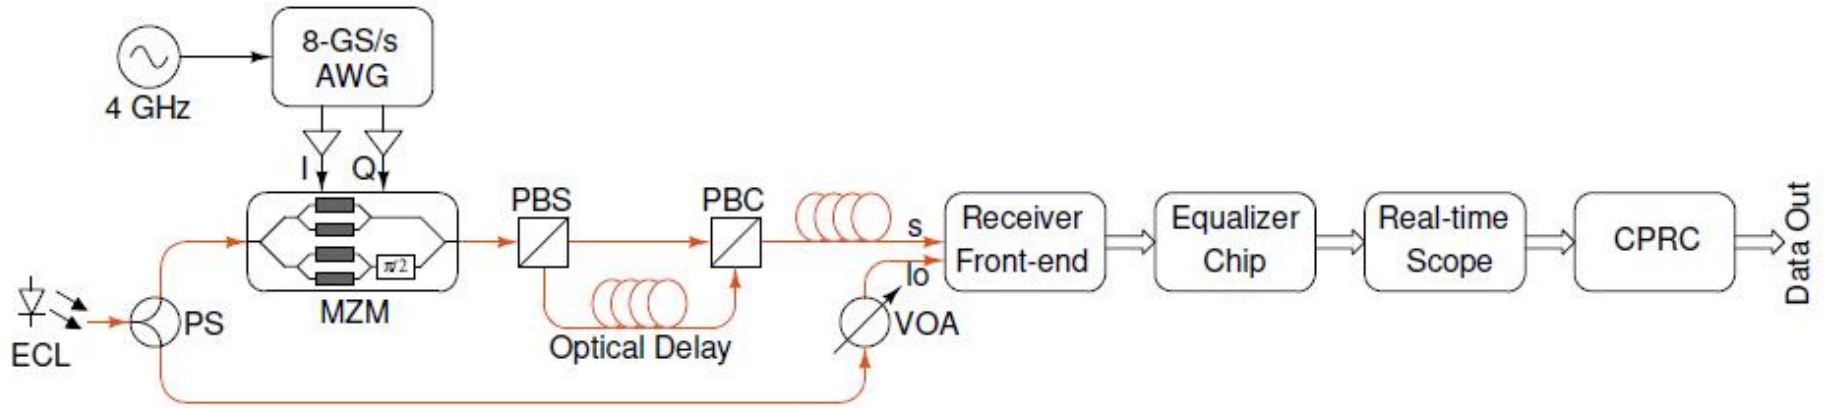 8-GS/s
AWG
4 GHz
I
Q
π/2
MZM
PBS
PBC
Optical Delay
ECL
PS
s
lo
VOA
Receiver
Front-end
Equalizer
Chip
Real-time
Scope
CPRC
Data Out